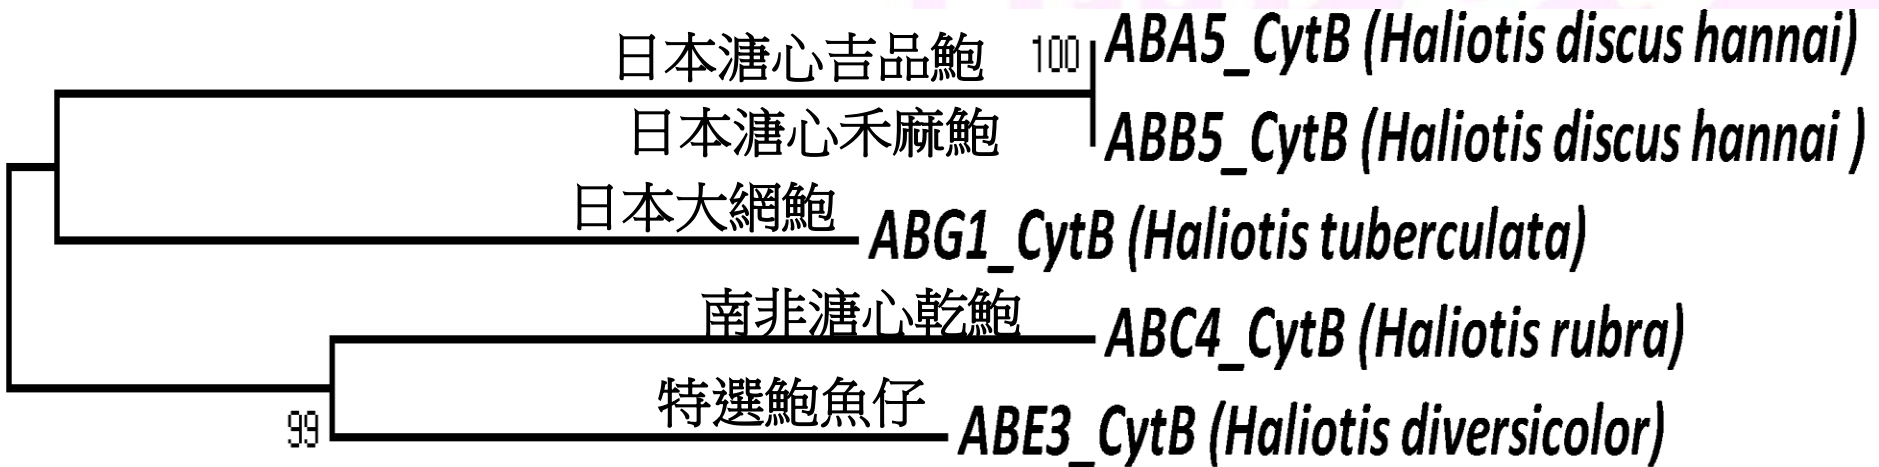 ABA5_CytB (Haliotis discus hannai)
日本溏心吉品鮑
100
日本溏心禾麻鮑
ABB5_CytB (Haliotis discus hannai )
日本大網鮑
ABG1_CytB (Haliotis tuberculata)
南非溏心乾鮑
ABC4_CytB (Haliotis rubra)
特選鮑魚仔
99
ABE3_CytB (Haliotis diversicolor)